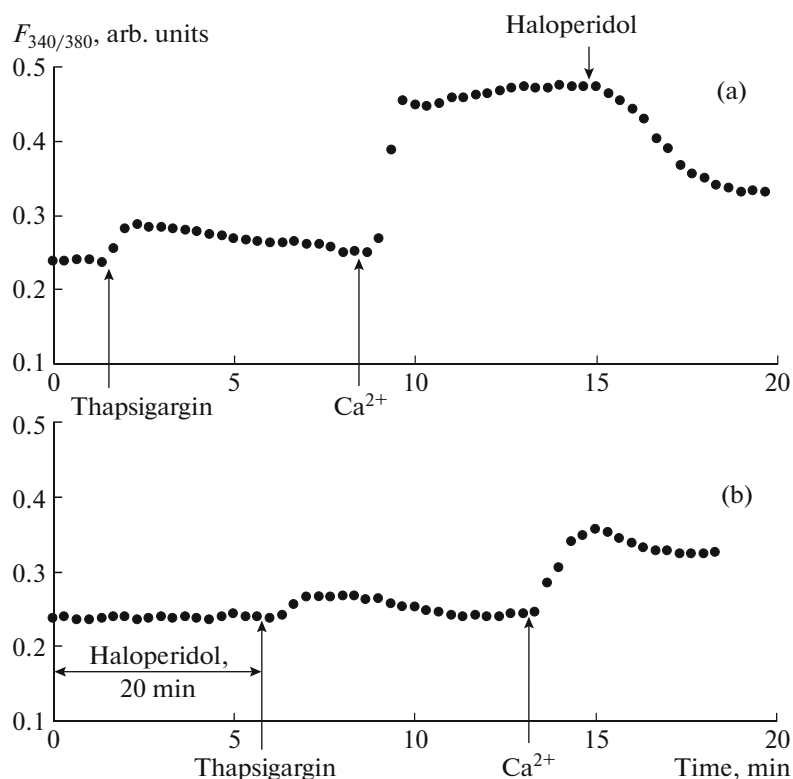 F340/380, arb. units
Haloperidol
0.5
(a)
0.4
0.3
0.2
0.1
0 5 10 15 20
Thapsigargin Ca2+
0.5
(b)
0.4
0.3
Haloperidol,
0.2
20 min
0.1
0 5 10 15 20
Thapsigargin Ca2+ Time, min